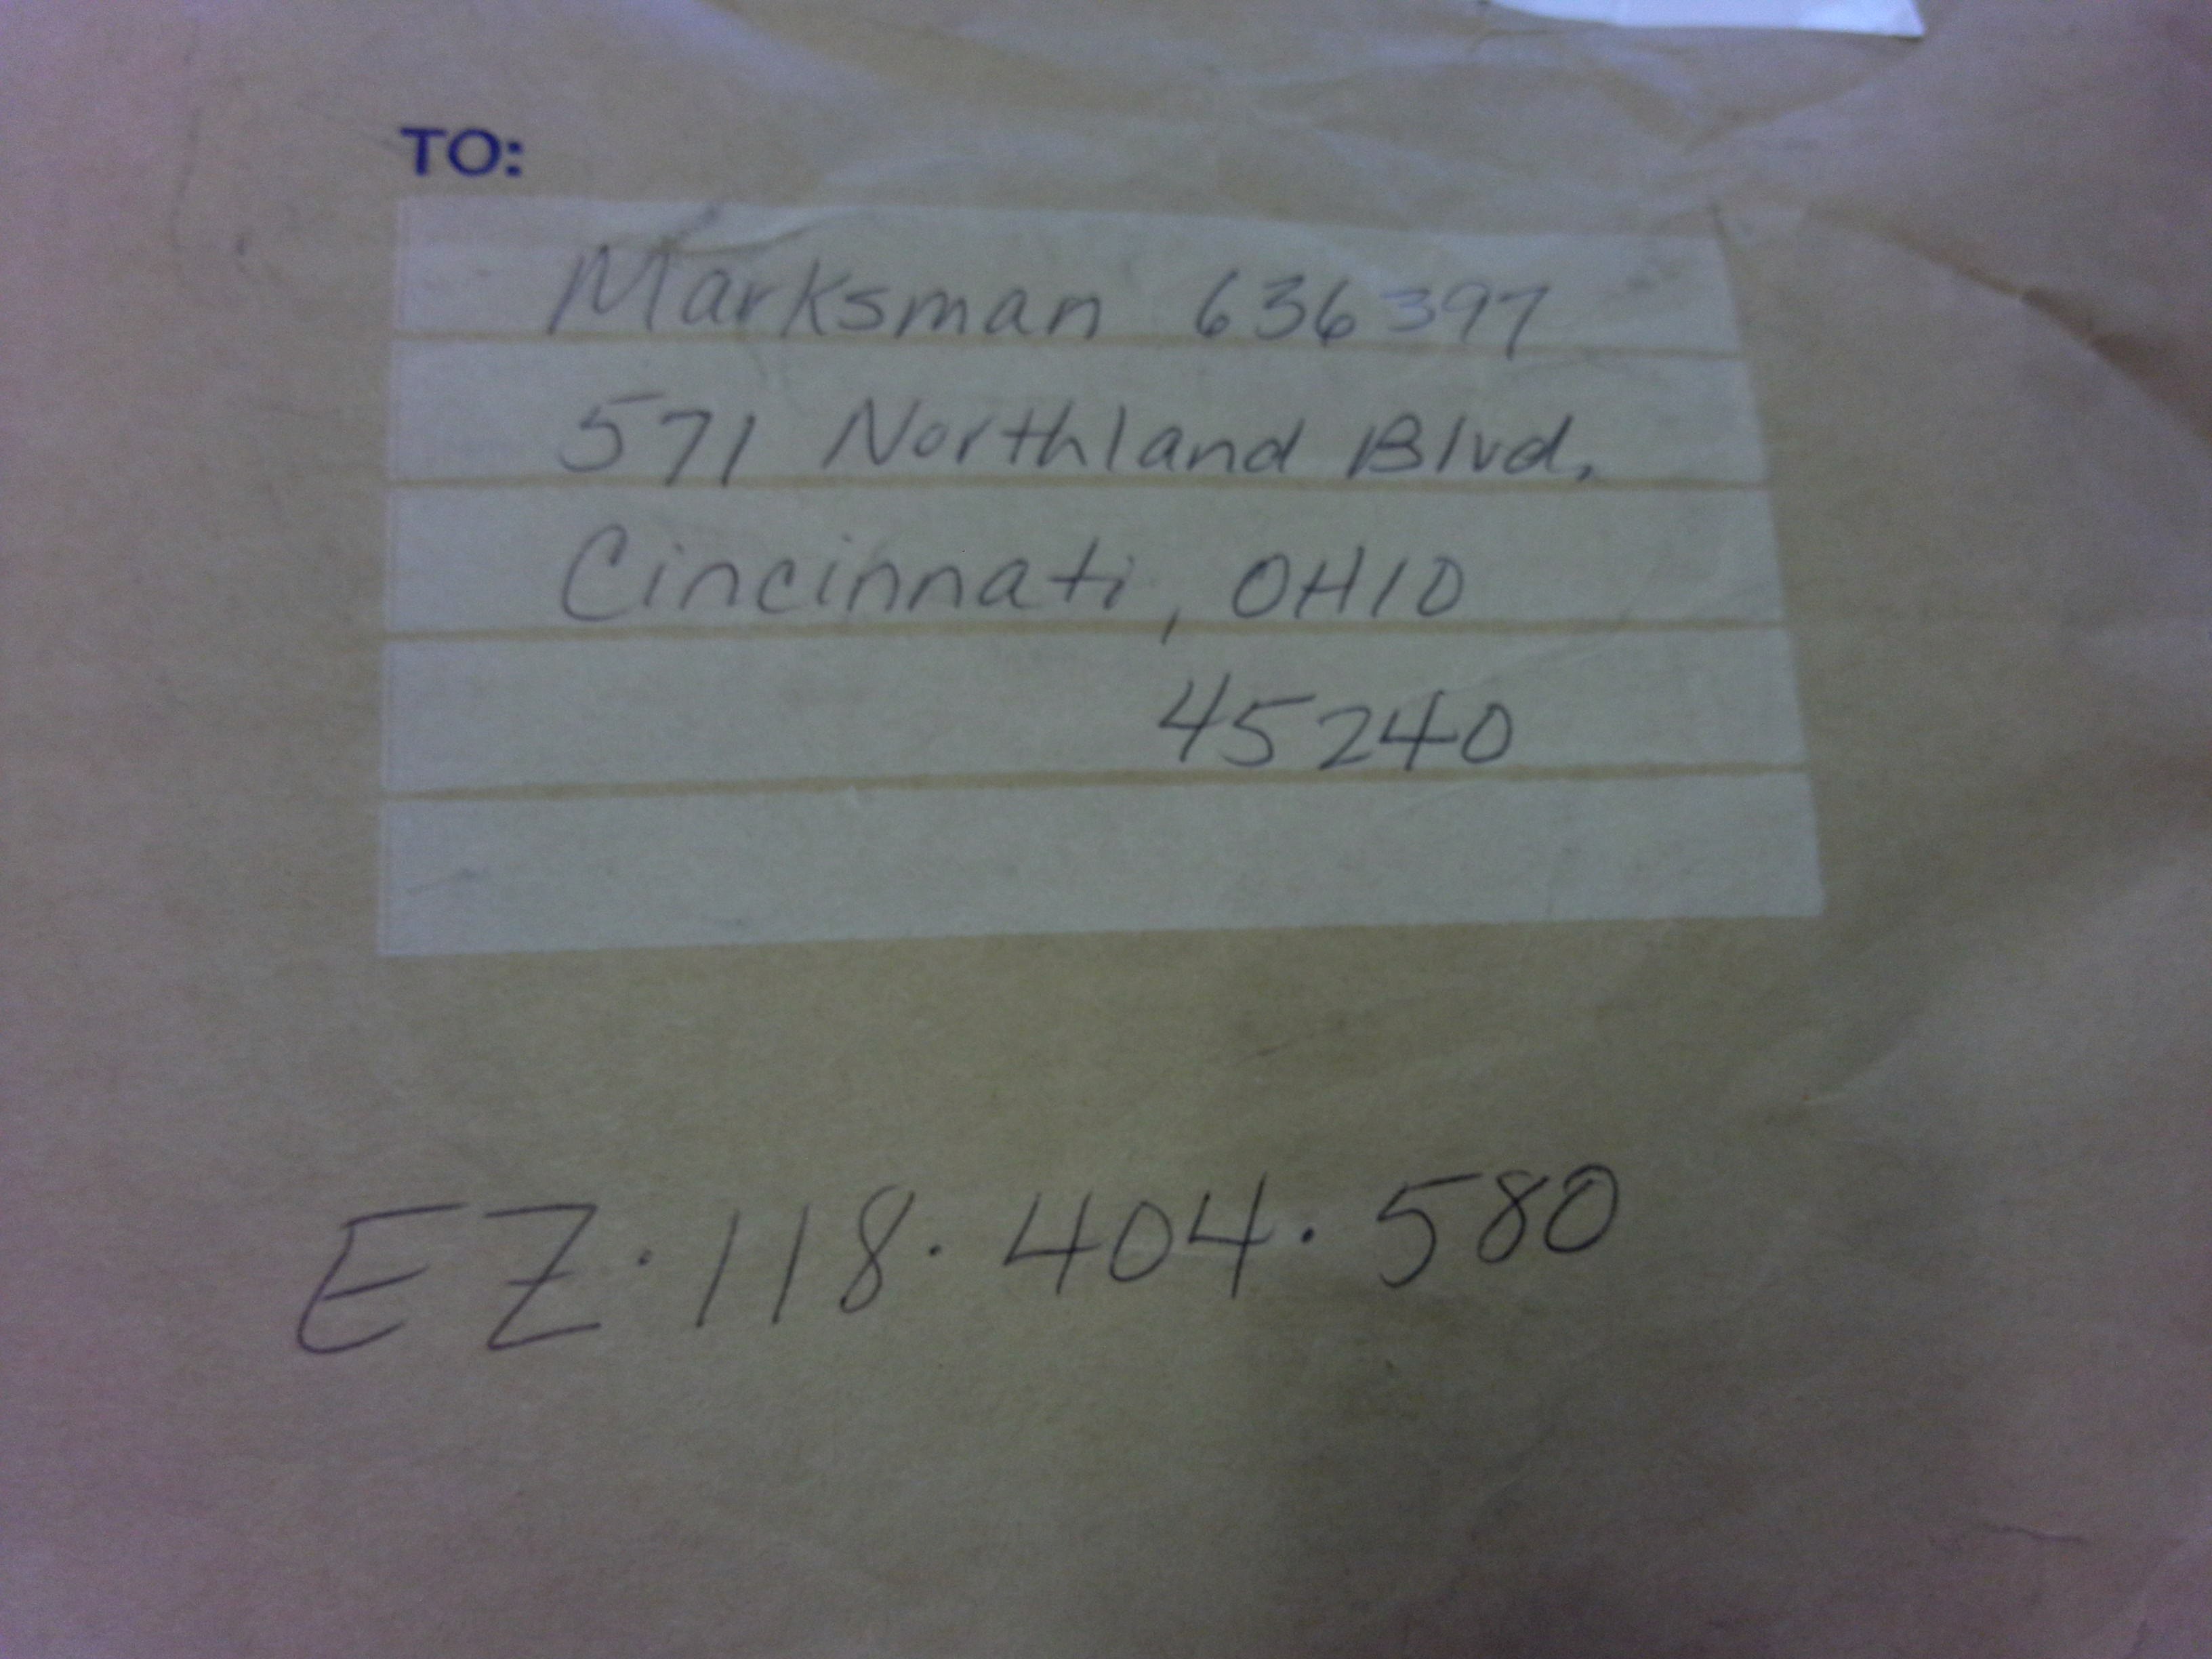 TO:
Marksman 636397
571 Northland Blvd.
Cincinnati, OHIO
45240
EZ·118·404·580